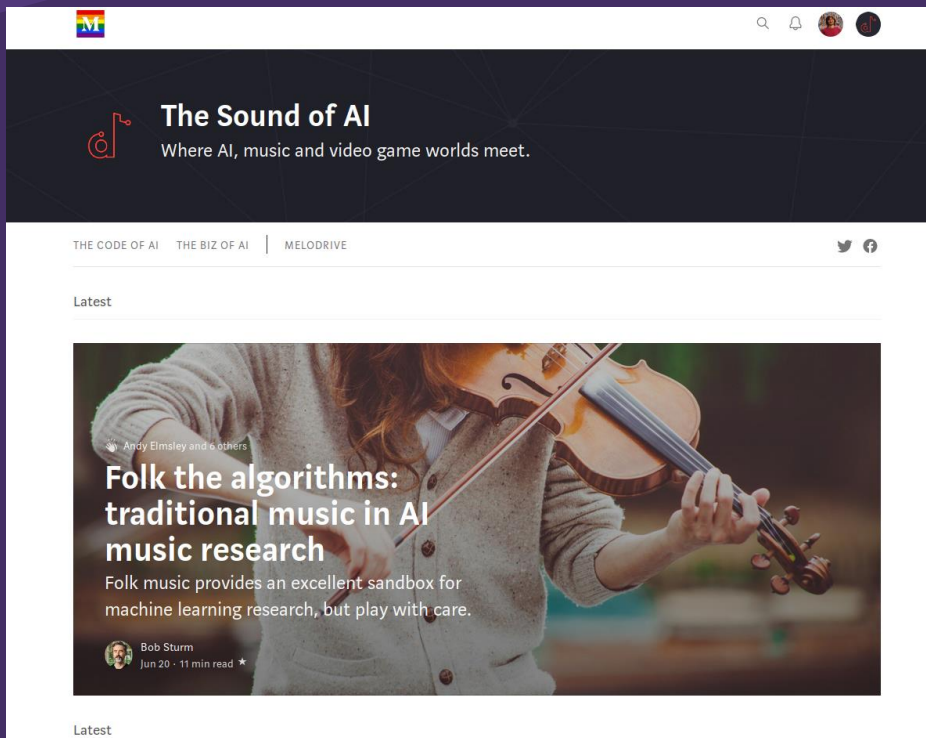 M
The Sound of AI
Where AI, music and video game worlds meet.
THE CODE OF AI THE BIZ OF AI MELODRIVE
Latest
Andy Elmsley and 6 others
Folk the algorithms:
traditional music in AI
music research
Folk music provides an excellent sandbox for
machine learning research, but play with care.
Bob Sturm
Jun 20 · 11 min read ★
Latest